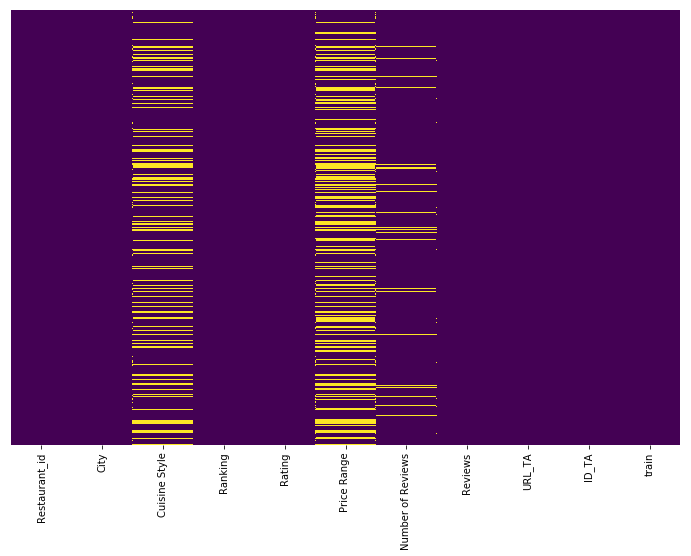 Restaurant_id
City
Cuisine Style
Ranking
Rating
Price Range
Number of Reviews
Reviews
URL_TA
ID_TA
train